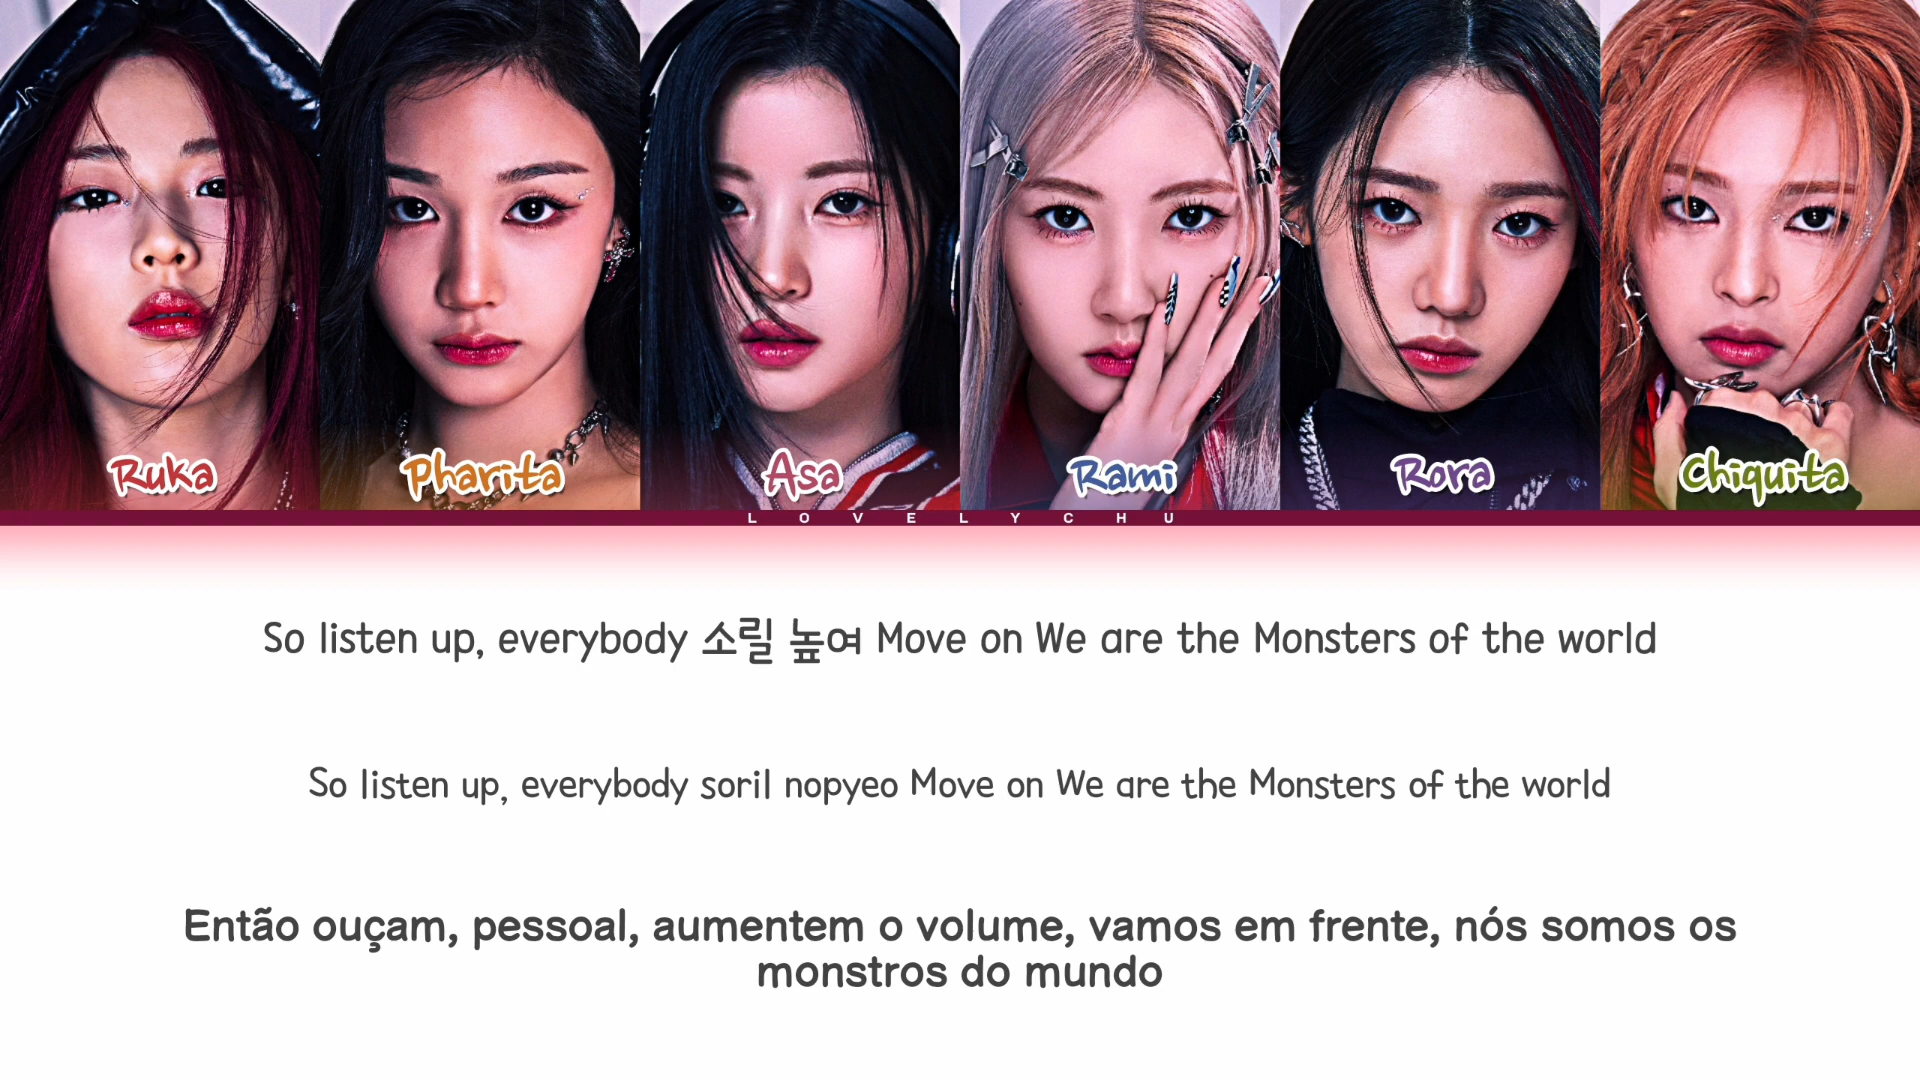 Ruka Pharita Asa Rami Rora Chiquita
LOVELYCHU
So listen up, everybody 소릴 높여 Move on We are the Monsters of the world
So listen up, everybody soril nopyeo Move on We are the Monsters of the world
Então ouçam, pessoal, aumentem o volume, vamos em frente, nós somos os
monstros do mundo